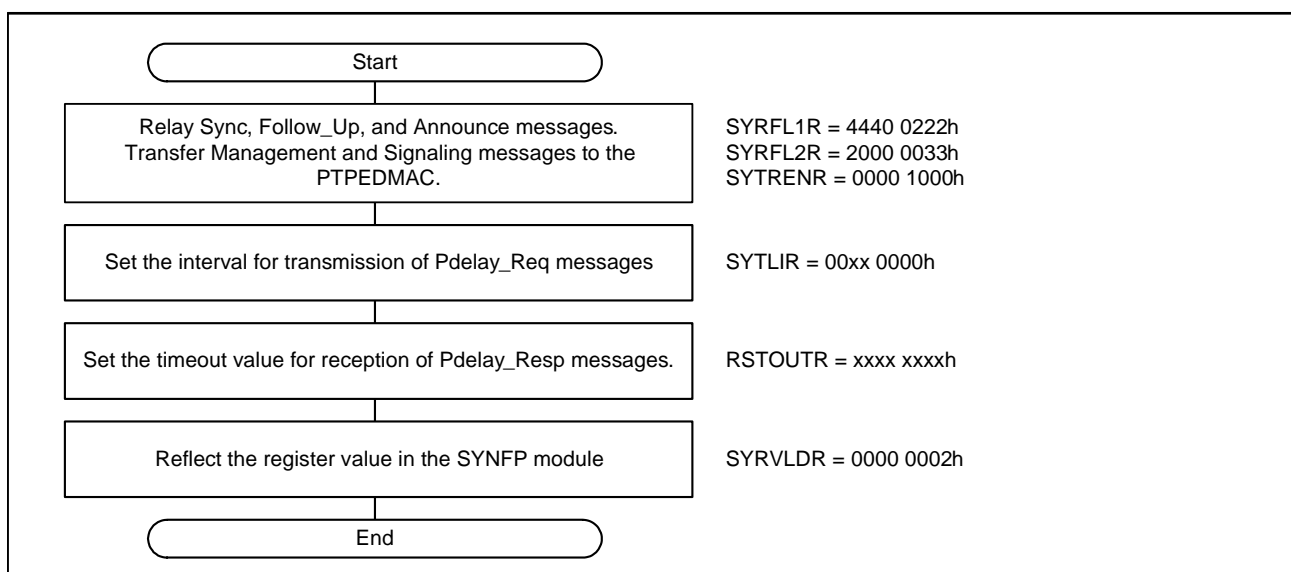 Start
Relay Sync, Follow_Up, and Announce messages.
Transfer Management and Signaling messages to the
PTPEDMAC.
SYRFL1R = 4440 0222h
SYRFL2R = 2000 0033h
SYTRENR = 0000 1000h
Set the interval for transmission of Pdelay_Req messages
SYTLIR = 00xx 0000h
Set the timeout value for reception of Pdelay_Resp messages.
RSTOUTR = xxxx xxxxh
Reflect the register value in the SYNFP module
SYRVLDR = 0000 0002h
End